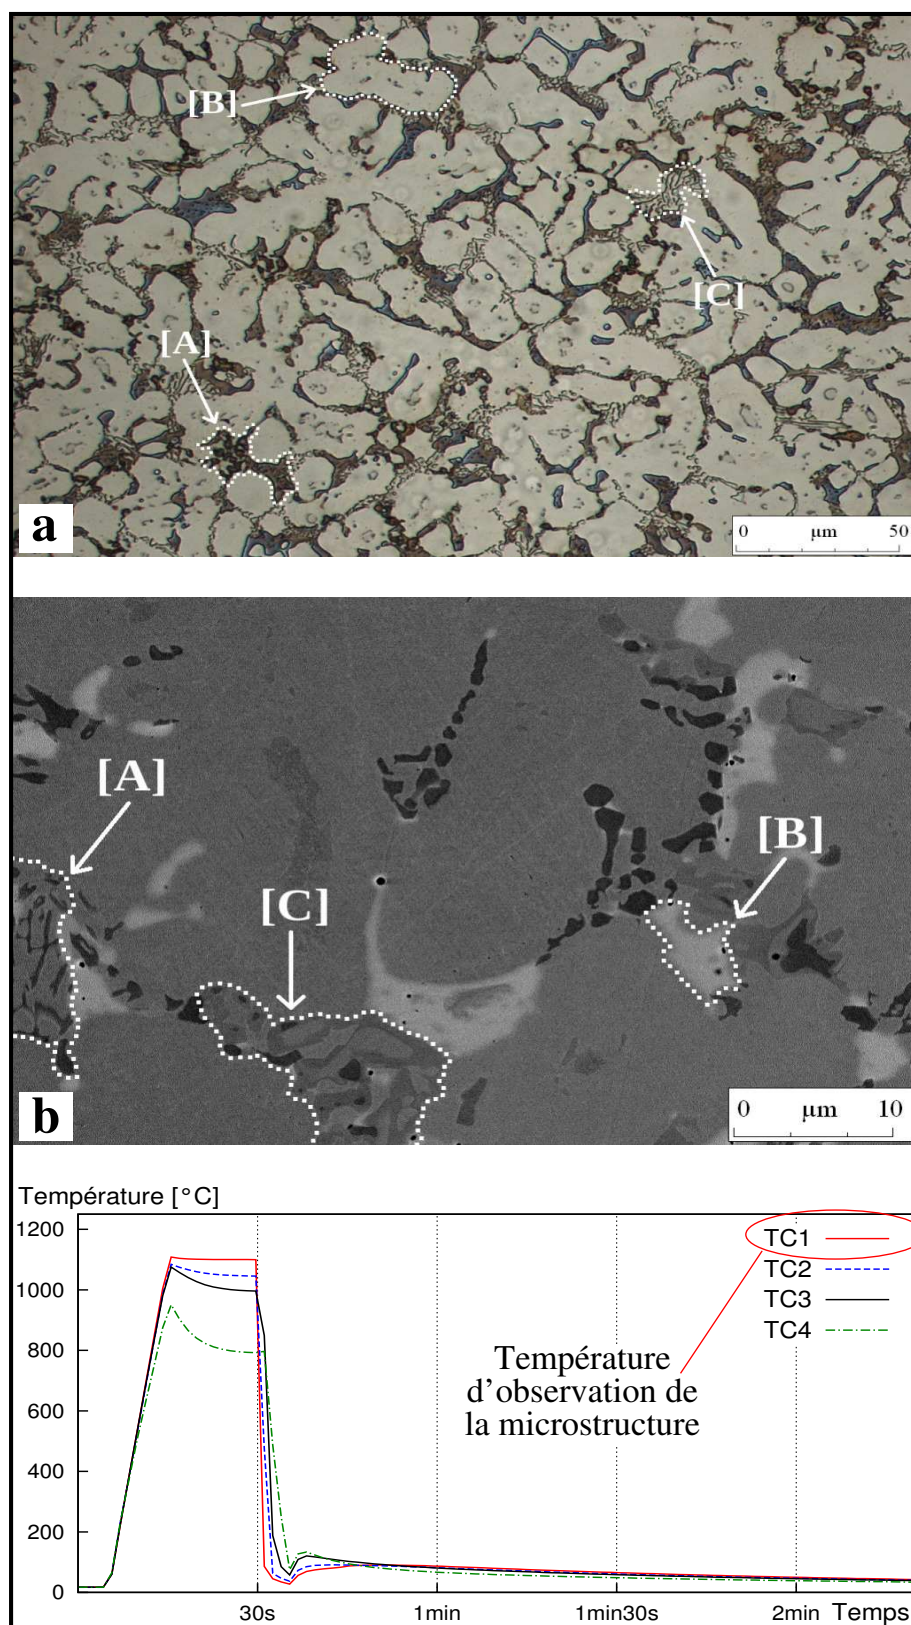 [B]
[C]
[A]
a
0 µm 50
[A]
[B]
[C]
b
0 µm 10
Température [°C]
1200
1000
800
600
400
200
0
TC1
TC2
TC3
TC4
Température
d’observation de
la microstructure
30s 1min 1min30s 2min Temps